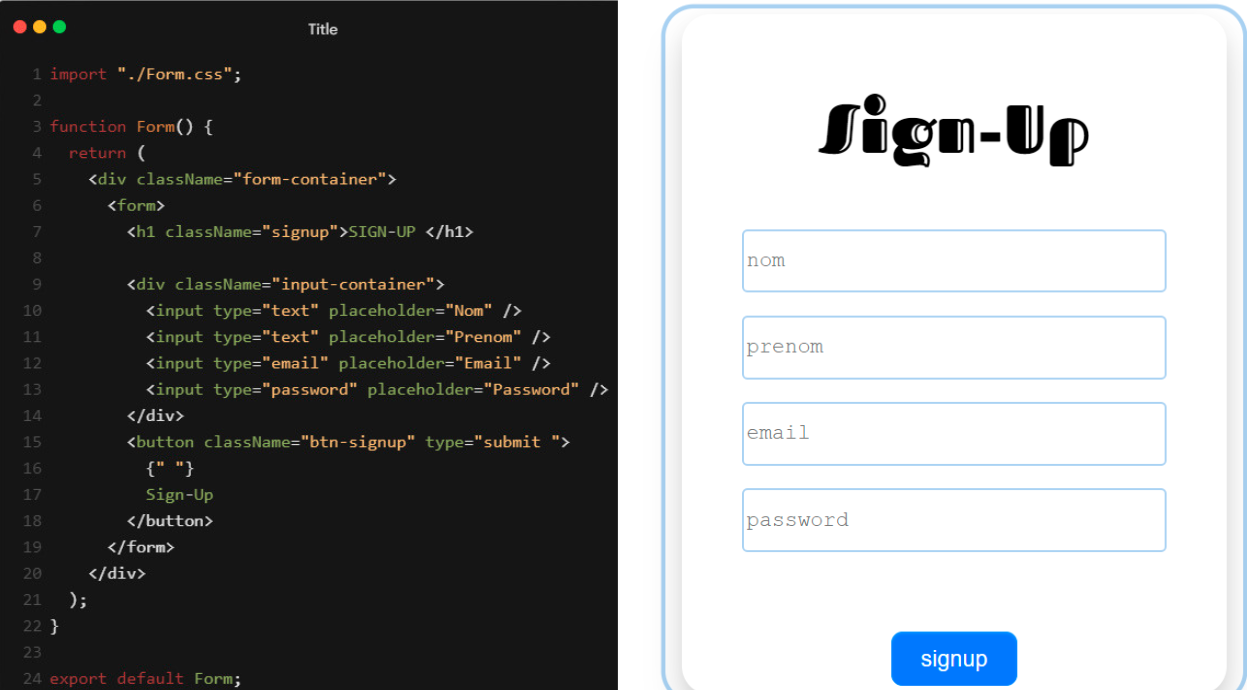 Title
1 import "./Form.css";
2
3 function Form() {
4   return (
5     <div className="form-container">
6       <form>
7         <h1 className="signup">SIGN-UP </h1>
8
9         <div className="input-container">
10           <input type="text" placeholder="Nom" />
11           <input type="text" placeholder="Prenom" />
12           <input type="email" placeholder="Email" />
13           <input type="password" placeholder="Password" />
14         </div>
15         <button className="btn-signup" type="submit ">
16           {" "}
17           Sign-Up
18         </button>
19       </form>
20     </div>
21   );
22 }
23
24 export default Form;
Sign-Up
nom
prenom
email
password
signup